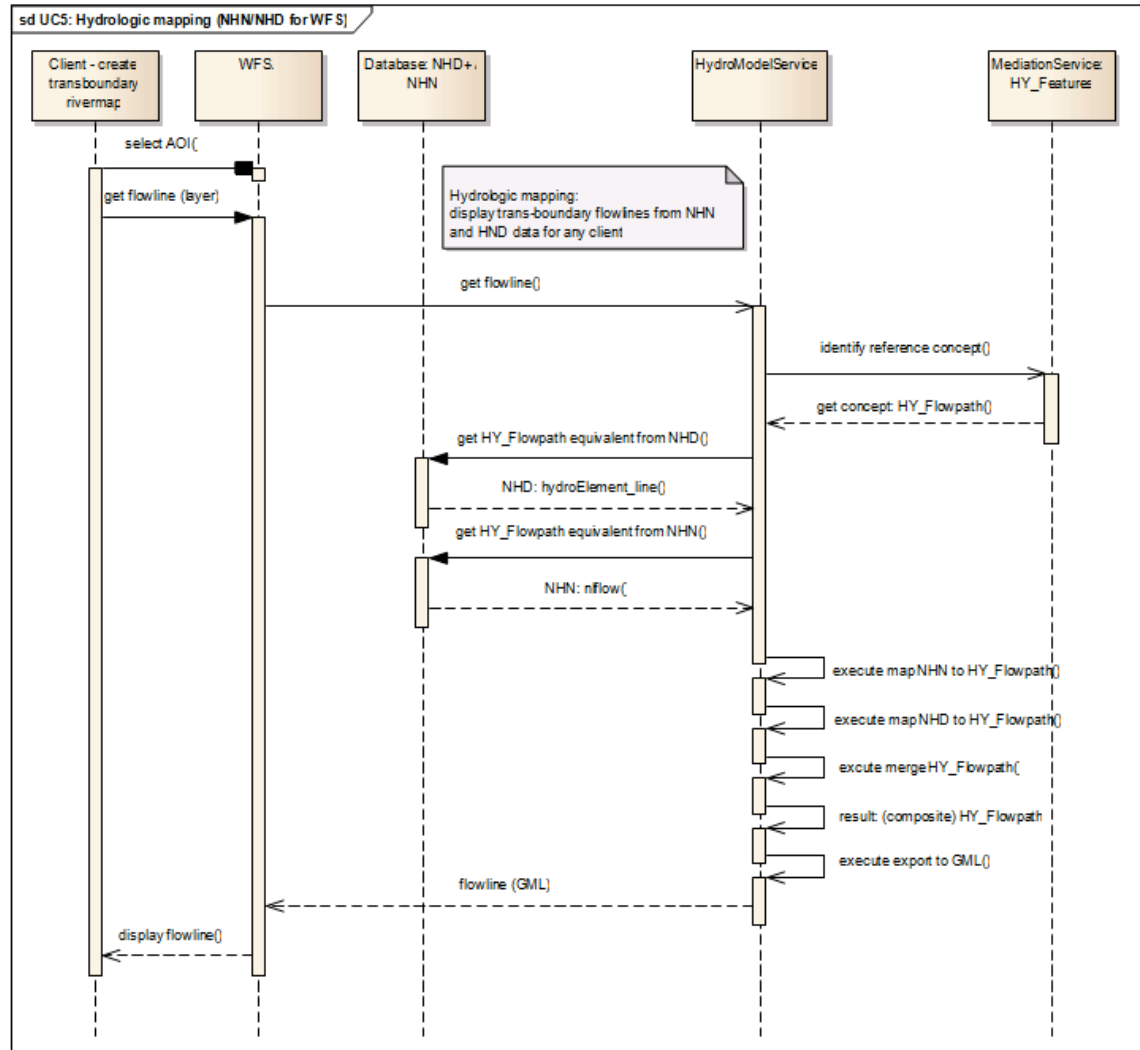 sd UC5: Hydrologic mapping (NHN/NHD for WFS)
Client - create
transboundary
rivermap
WFS.
Database: NHD+ /
NHN
HydroModelService
MediationService:
HY_Features
select AOI(
get flowline (layer)
Hydrologic mapping:
display trans-boundary flowlines from NHN
and HND data for any client
get flowline()
identify reference concept()
get concept: HY_Flowpath()
get HY_Flowpath equivalent from NHD()
NHD: hydroElement_line()
get HY_Flowpath equivalent from NHN()
NHN: nlflow(
execute map NHN to HY_Flowpath()
execute map NHD to HY_Flowpath()
excute merge HY_Flowpath(
result: (composite) HY_Flowpath
execute export to GML()
flowline (GML)
display flowline()